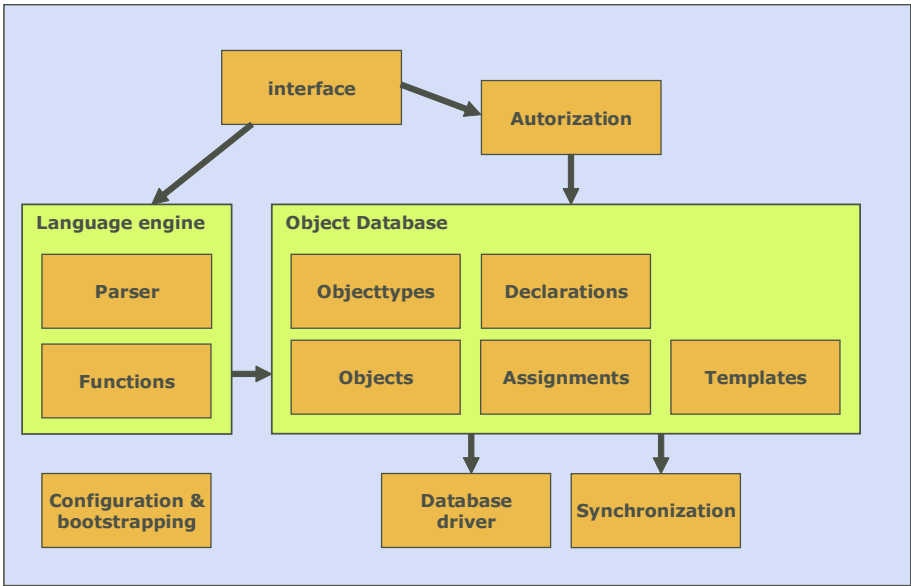 interface
Autorization
Language engine
Object Database
Parser
Objecttypes
Declarations
Functions
Objects
Assignments
Templates
Configuration &
bootstrapping
Database
driver
Synchronization